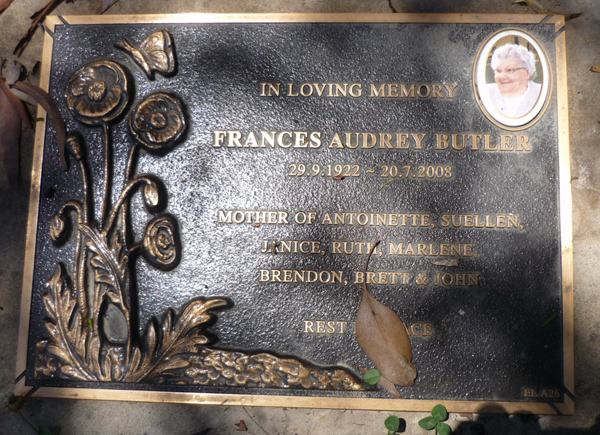 IN LOVING MEMORY
FRANCES AUDREY BUTLER
29.9.1922 ~ 20.7.2008
MOTHER OF ANTOINETTE, SUELLEN,
JANICE, RUTH, MARLENE,
BRENDON, BRETT & JOHN
REST